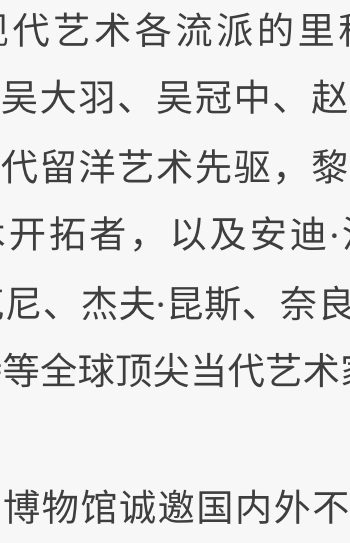 现代艺术各流派的里程
吴大羽、吴冠中、赵
代留洋艺术先驱，黎
开拓者，以及安迪·
尼、杰夫·昆斯、奈良
等全球顶尖当代艺术家
博物馆诚邀国内外不